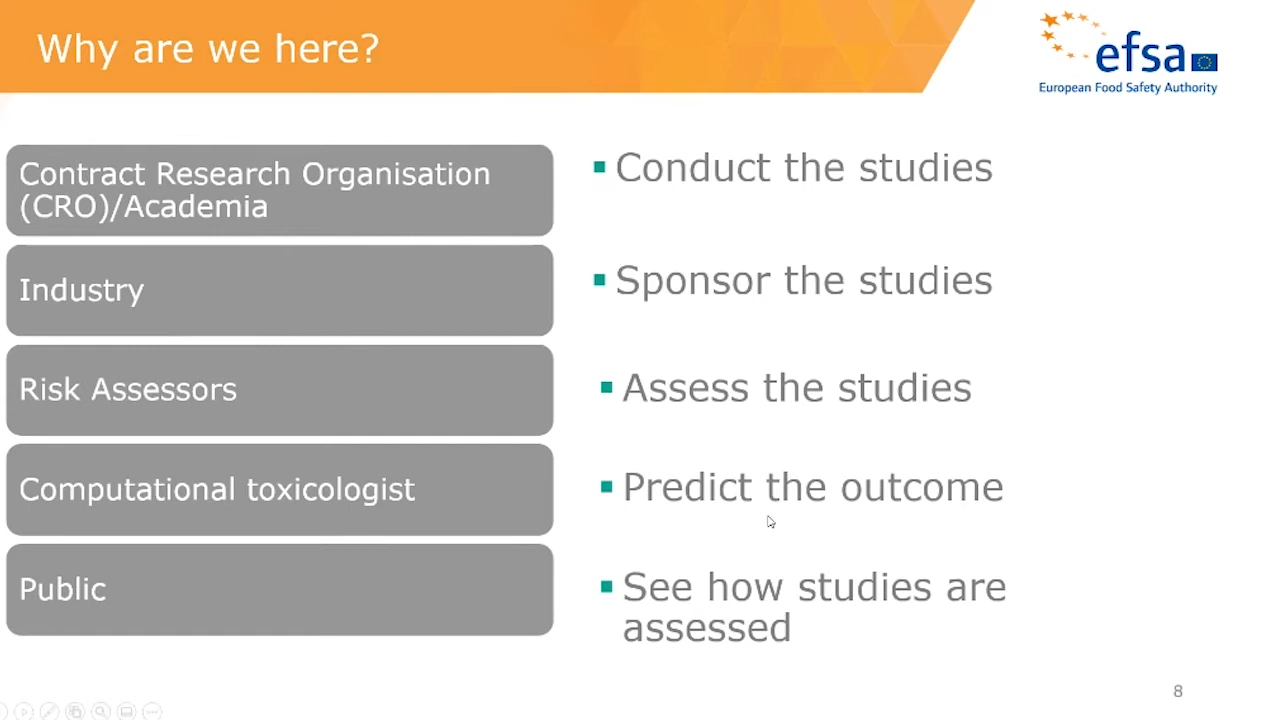 Why are we here?
efsa
European Food Safety Authority
Contract Research Organisation
(CRO)/Academia
Conduct the studies
Industry
Sponsor the studies
Risk Assessors
Assess the studies
Computational toxicologist
Predict the outcome
Public
See how studies are
assessed
8